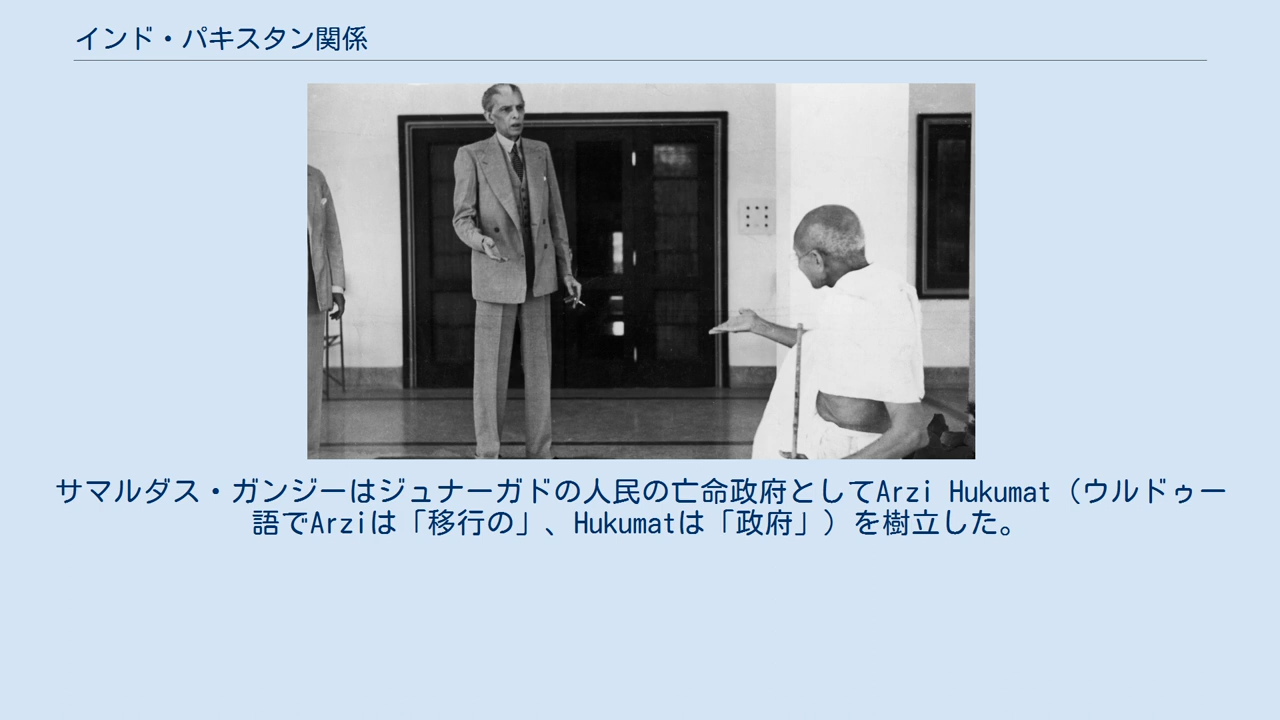 インド・パキスタン関係
サマルダス・ガンジーはジュナーガドの人民の亡命政府としてArzi Hukumat（ウルドゥー
語でArziは「移行の」、Hukumatは「政府」）を樹立した。